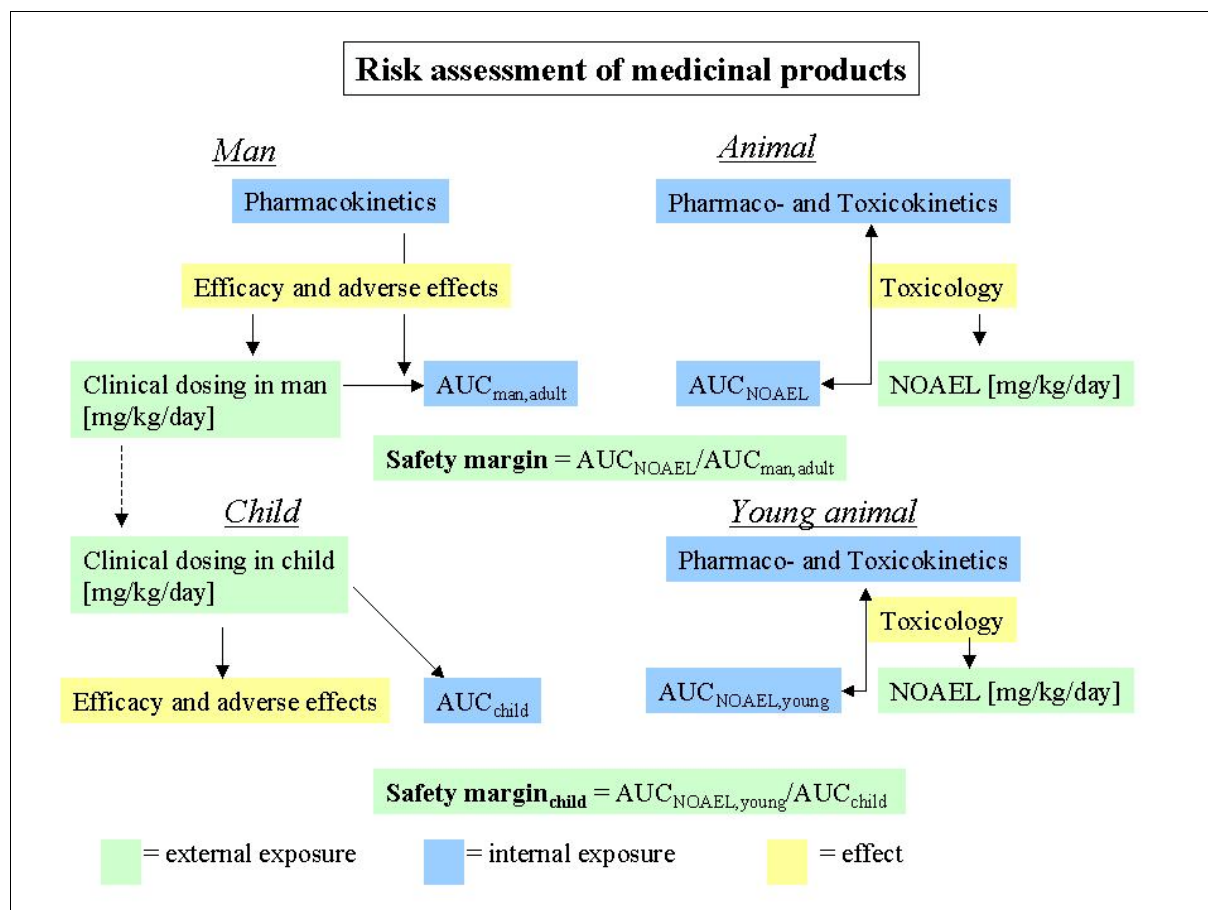 Risk assessment of medicinal products
Man
Animal
Pharmacokinetics
Pharmaco- and Toxicokinetics
Efficacy and adverse effects
Toxicology
Clinical dosing in man
[mg/kg/day]
AUCman,adult
AUCNOAEL
NOAEL [mg/kg/day]
Safety margin = AUCNOAEL/AUCman,adult
Child
Young animal
Clinical dosing in child
[mg/kg/day]
Pharmaco- and Toxicokinetics
Toxicology
Efficacy and adverse effects
AUCchild
AUCNOAEL,young
NOAEL [mg/kg/day]
Safety marginchild = AUCNOAEL,young/AUCchild
= external exposure
= internal exposure
= effect